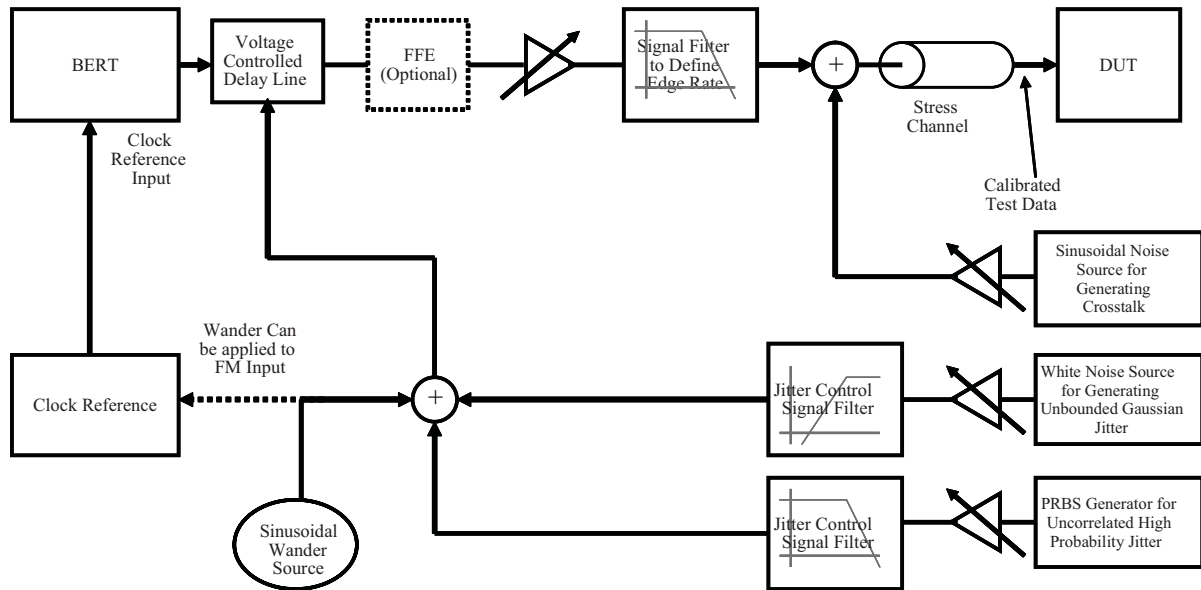 BERT
Voltage
Controlled
Delay Line
FFE
(Optional)
Signal Filter
to Define
Edge Rate
+
Stress
Channel
DUT
Clock
Reference
Input
Calibrated
Test Data
Sinusoidal Noise
Source for
Generating
Crosstalk
Wander Can
be applied to
FM Input
Clock Reference
+
Jitter Control
Signal Filter
White Noise Source
for Generating
Unbounded Gaussian
Jitter
Sinusoidal
Wander
Source
Jitter Control
Signal Filter
PRBS Generator for
Uncorrelated High
Probability Jitter